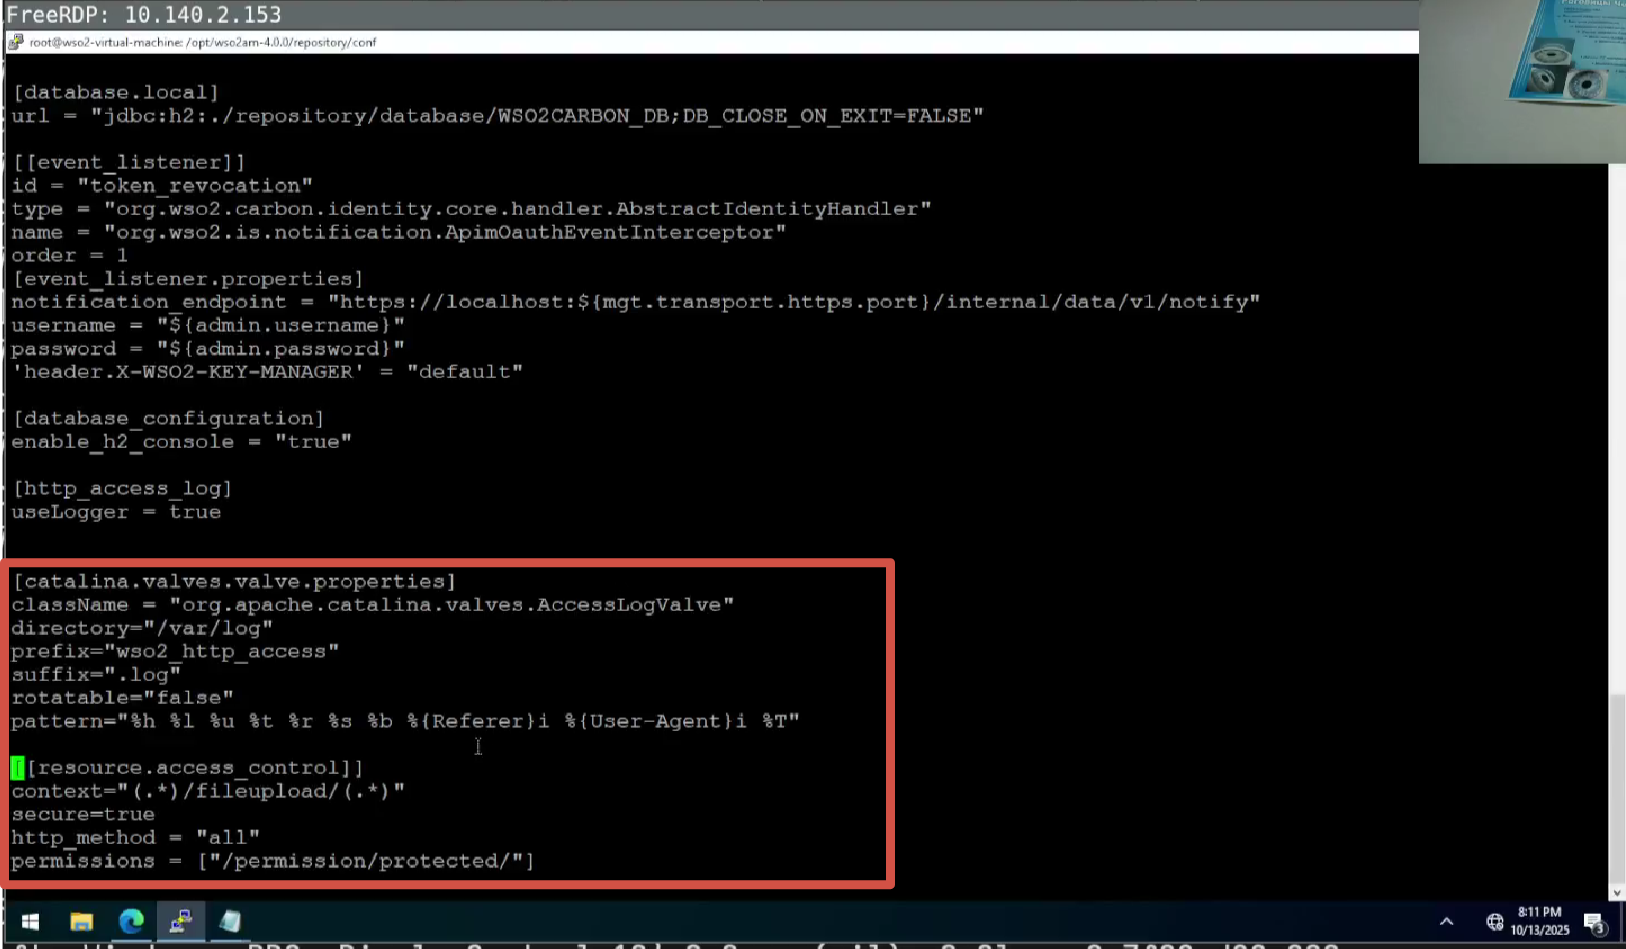 FreeRDP: 10.140.2.153
root@wso2-virtual-machine: /opt/wso2am-4.0.0/repository/conf
[database.local]
url = "jdbc:h2:./repository/database/WSO2CARBON_DB;DB_CLOSE_ON_EXIT=FALSE"
[[event_listener]]
id = "token_revocation"
type = "org.wso2.carbon.identity.core.handler.AbstractIdentityHandler"
name = "org.wso2.is.notification.ApimOauthEventInterceptor"
order = 1
[event_listener.properties]
notification_endpoint = "https://localhost:${mgt.transport.https.port}/internal/data/v1/notify"
username = "${admin.username}"
password = "${admin.password}"
'header.X-WSO2-KEY-MANAGER' = "default"
[database_configuration]
enable_h2_console = "true"
[http_access_log]
useLogger = true
[catalina.valves.valve.properties]
className = "org.apache.catalina.valves.AccessLogValve"
directory="/var/log"
prefix="wso2_http_access"
suffix=".log"
rotatable="false"
pattern="%h %l %u %t %r %s %b %{Referer}i %{User-Agent}i %T"
[[resource.access_control]]
context="(.*)/fileupload/(.*)"
secure=true
http_method = "all"
permissions = ["/permission/protected/"]
8:11 PM
10/13/2025
3